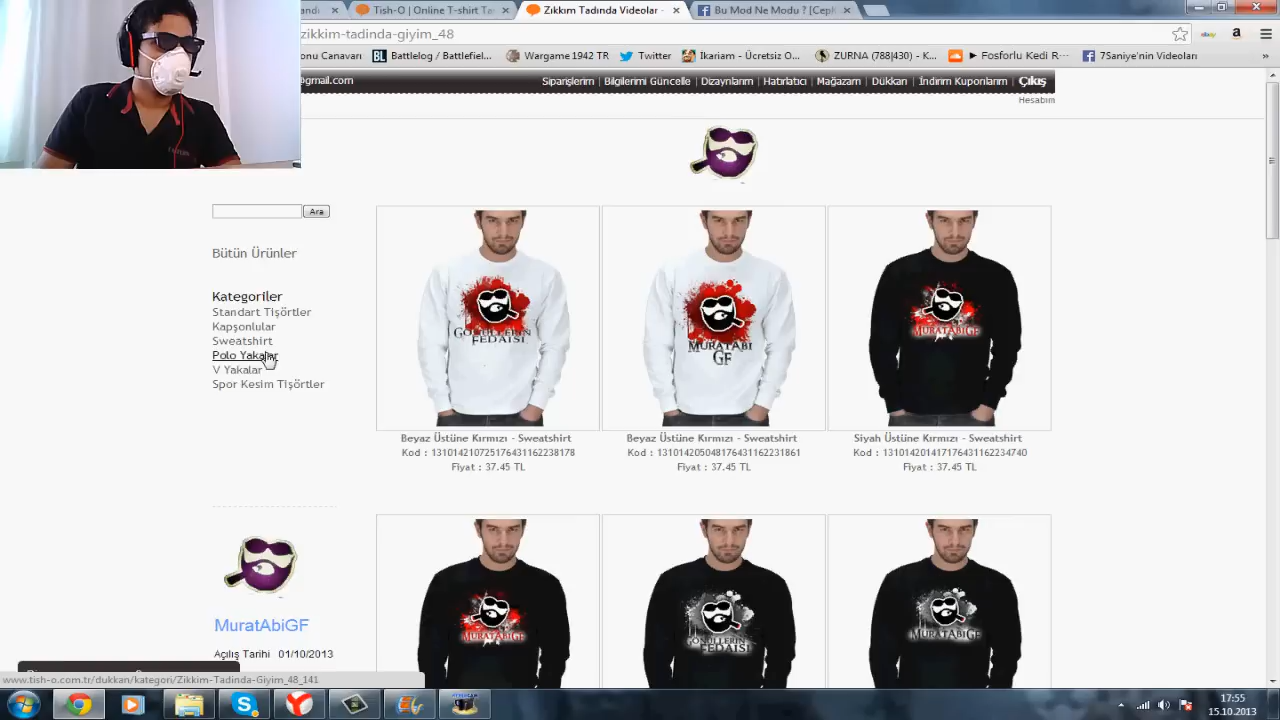 andı
Tish-O | Online T-shirt Ta
Zıkkım Tadında Videolar -
Bu Mod Ne Modu ? [Cepl
zikkim-tadinda-giyim_48
onu Canavarı
Battlelog / Battlefiel...
Wargame 1942 TR
Twitter
Ikariam - Ücretsiz O...
ZURNA (788|430) - K...
Fosforlu Kedi R...
7Saniye'nin Videoları
@gmail.com
Siparişlerim | Bilgilerimi Güncelle | Dizaynlarım | Hatırlatıcı | Mağazam | Dükkan | İndirim Kuponlarım | Çıkış
Hesabım
Ara
Bütün Ürünler
Kategoriler
Standart Tişörtler
Kapşonlular
Sweatshirt
Polo Yakalar
V Yakalar
Spor Kesim Tişörtler
GÖNÜLLERİN
FEDAİSİ
MURATABİ
GF
MURATABİGF
Beyaz Üstüne Kırmızı - Sweatshirt
Kod : 131014210725176431162238178
Fiyat : 37.45 TL
Beyaz Üstüne Kırmızı - Sweatshirt
Kod : 131014205048176431162231861
Fiyat : 37.45 TL
Siyah Üstüne Kırmızı - Sweatshirt
Kod : 131014201417176431162234740
Fiyat : 37.45 TL
MURATABİGF
GÖNÜLLERİN
FEDAİSİ
MURATABİGF
MuratAbiGF
Açılış Tarihi 01/10/2013
www.tish-o.com.tr/dukkan/kategori/Zikkim-Tadinda-Giyim_48_141
17:55
15.10.2013